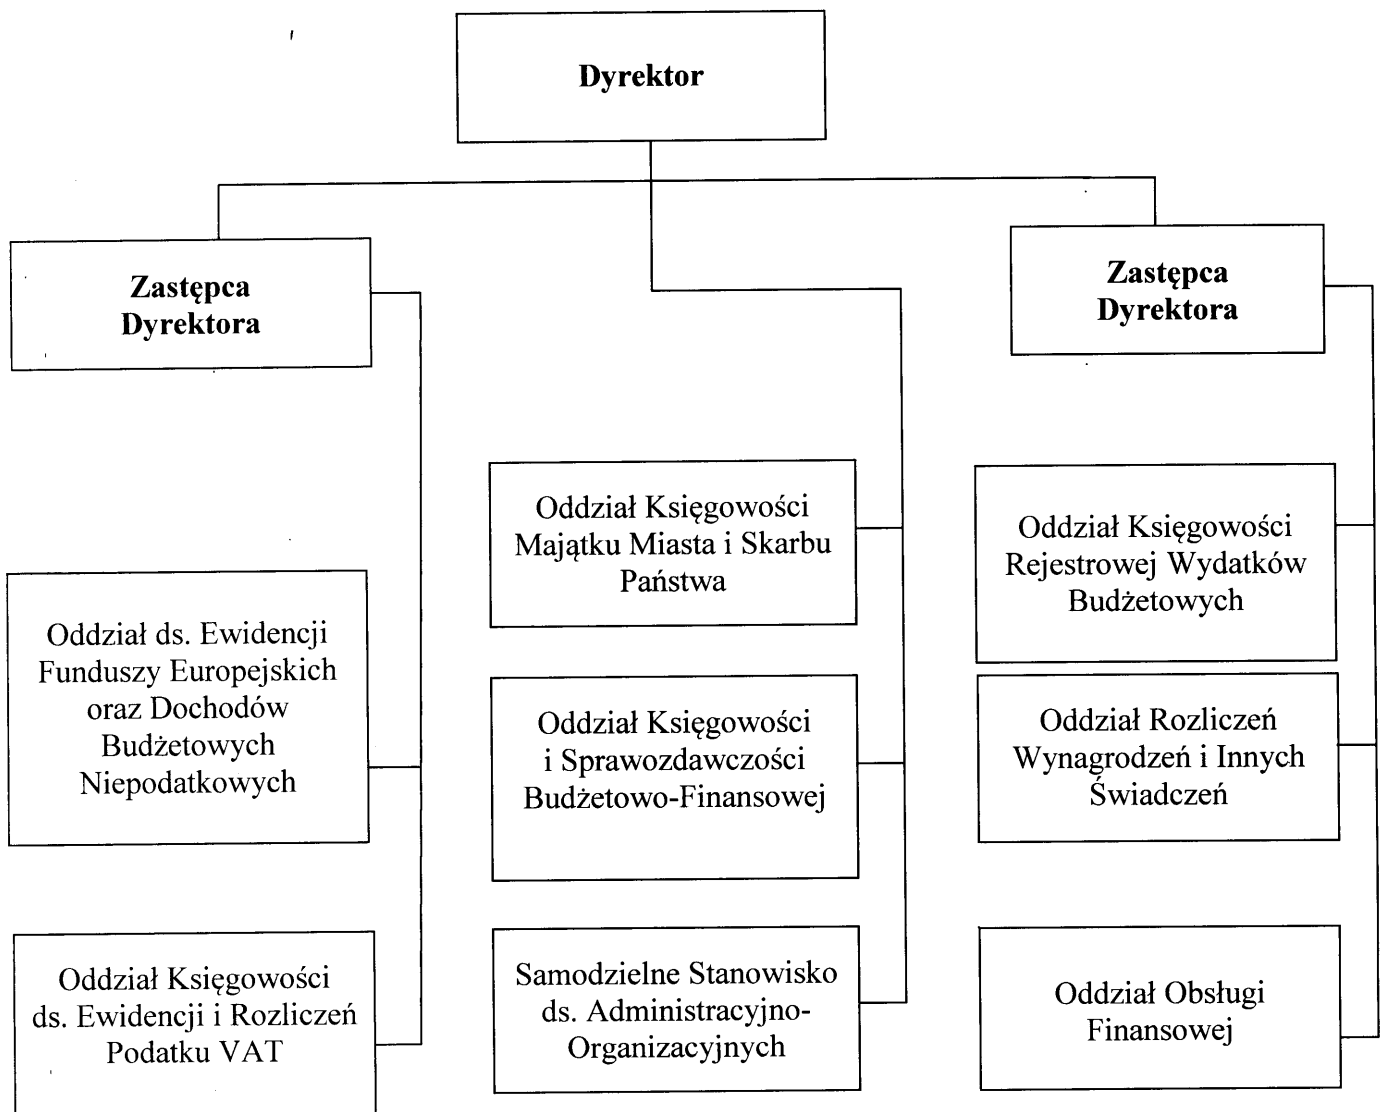 Dyrektor
Zastępca
Dyrektora
Zastępca
Dyrektora
Oddział ds. Ewidencji
Funduszy Europejskich
oraz Dochodów
Budżetowych
Niepodatkowych
Oddział Księgowości
ds. Ewidencji i Rozliczeń
Podatku VAT
Oddział Księgowości
Majątku Miasta i Skarbu
Państwa
Oddział Księgowości
i Sprawozdawczości
Budżetowo-Finansowej
Samodzielne Stanowisko
ds. Administracyjno-
Organizacyjnych
Oddział Księgowości
Rejestrowej Wydatków
Budżetowych
Oddział Rozliczeń
Wynagrodzeń i Innych
Świadczeń
Oddział Obsługi
Finansowej